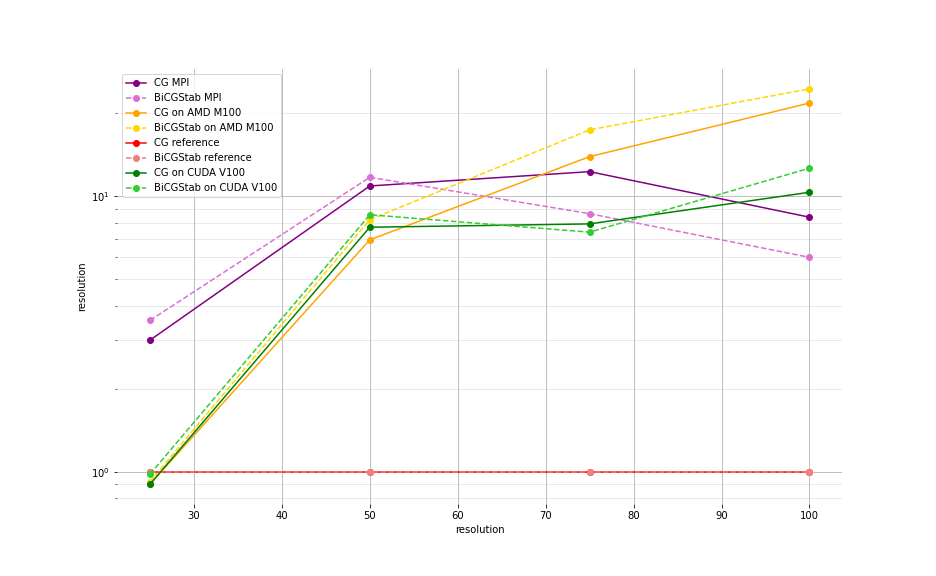 CG MPI
BiCGStab MPI
CG on AMD M100
BiCGStab on AMD M100
CG reference
BiCGStab reference
CG on CUDA V100
BiCGStab on CUDA V100
10¹
10⁰
resolution
30 40 50 60 70 80 90 100
resolution